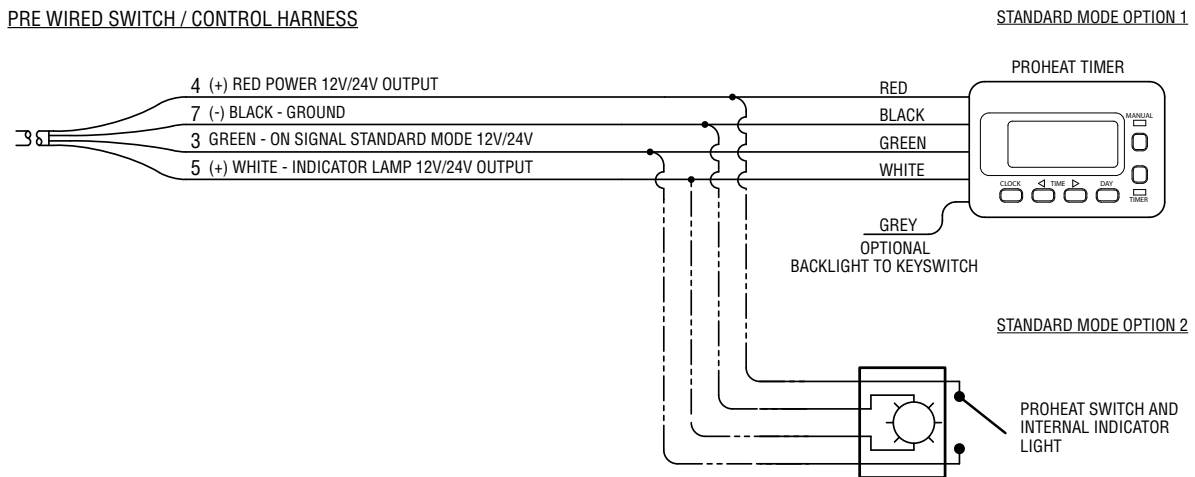 PRE WIRED SWITCH / CONTROL HARNESS
STANDARD MODE OPTION 1
PROHEAT TIMER
4 (+) RED POWER 12V/24V OUTPUT
RED
7 (-) BLACK - GROUND
BLACK
MANUAL
3 GREEN - ON SIGNAL STANDARD MODE 12V/24V
GREEN
5 (+) WHITE - INDICATOR LAMP 12V/24V OUTPUT
WHITE
CLOCK TIME DAY
TIMER
GREY
OPTIONAL
BACKLIGHT TO KEYSWITCH
STANDARD MODE OPTION 2
PROHEAT SWITCH AND
INTERNAL INDICATOR
LIGHT